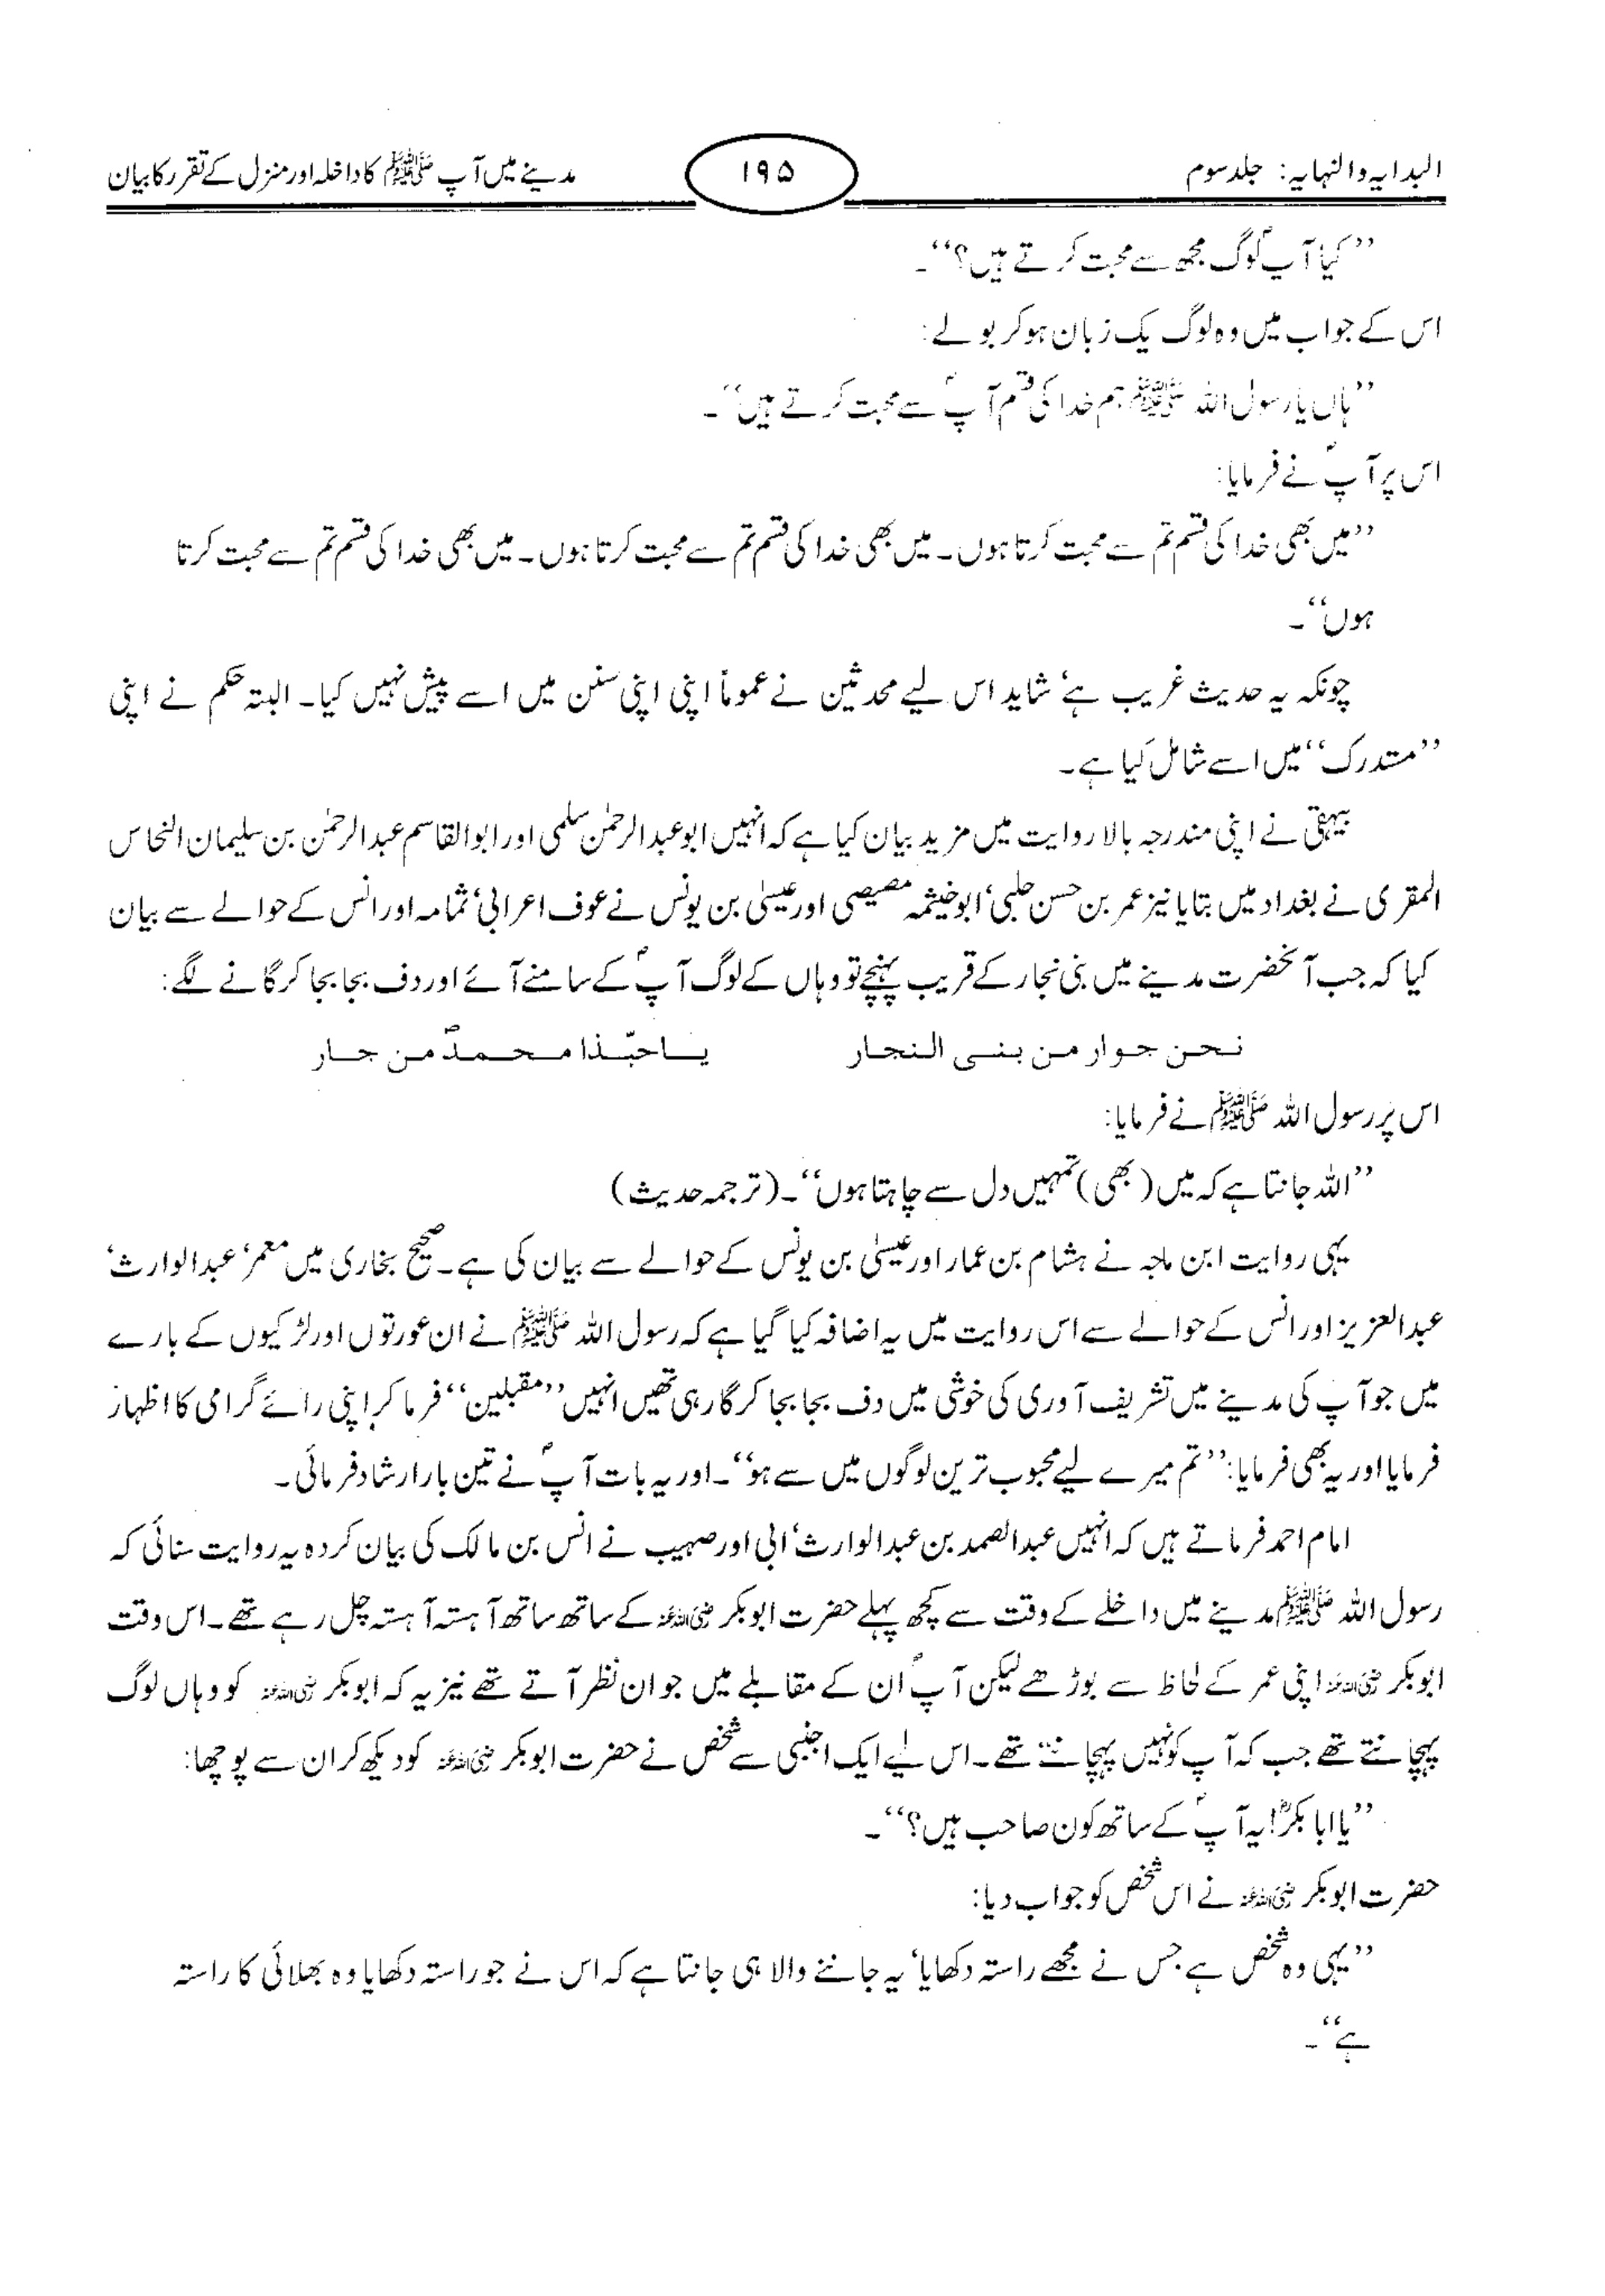 البدایہ والنہایہ: جلد سوم
۱۹۵
مدینے میں آپ ﷺ کا داخلہ اور منزل کے تقرر کا بیان
’’کیا آپ لوگ مجھ سے محبت کرتے ہیں؟‘‘۔
اس کے جواب میں وہ لوگ یک زبان ہو کر بولے:
’’ہاں یا رسول اللہ ﷺ ہم خدا کی قسم آپؐ سے محبت کرتے ہیں‘‘۔
اس پر آپؐ نے فرمایا:
’’میں بھی خدا کی قسم تم سے محبت کرتا ہوں۔ میں بھی خدا کی قسم تم سے محبت کرتا ہوں۔ میں بھی خدا کی قسم تم سے محبت کرتا
ہوں‘‘۔
چونکہ یہ حدیث غریب ہے‘ شاید اس لیے محدثین نے عموماً اپنی اپنی سنن میں اسے پیش نہیں کیا۔ البتہ حکم نے اپنی
’’متدرک‘‘ میں اسے شامل کیا ہے۔
بیہقی نے اپنی مندرجہ بالا روایت میں مزید بیان کیا ہے کہ انہیں ابوعبدالرحمٰن سلمی اور ابوالقاسم عبدالرحمٰن بن سلیمان النحاس
المقری نے بغداد میں بتایا نیز عمر بن حسن حلبی‘ ابوخیثمہ مصیصی اور عیسیٰ بن یونس نے عوف اعرابی‘ ثمامہ اور انس کے حوالے سے بیان
کیا کہ جب آنحضرت مدینے میں بنی نجار کے قریب پہنچے تو وہاں کے لوگ آپؐ کے سامنے آئے اور دف بجا بجا کر گانے لگے:
نحن جوار من بنی النجار یا حبّذا محمدؐ من جار
اس پر رسول اللہ ﷺ نے فرمایا:
’’اللہ جانتا ہے کہ میں (بھی) تمہیں دل سے چاہتا ہوں‘‘۔ (ترجمہ حدیث)
یہی روایت ابن ماجہ نے ہشام بن عمار اور عیسیٰ بن یونس کے حوالے سے بیان کی ہے۔ صحیح بخاری میں معمر‘ عبدالوارث‘
عبدالعزیز اور انس کے حوالے سے اس روایت میں یہ اضافہ کیا گیا ہے کہ رسول اللہ ﷺ نے ان عورتوں اور لڑکیوں کے بارے
میں جو آپ کی مدینے میں تشریف آوری کی خوشی میں دف بجا بجا کر گا رہی تھیں انہیں ’’مقبلین‘‘ فرما کر اپنی رائے گرامی کا اظہار
فرمایا اور یہ بھی فرمایا: ’’تم میرے لیے محبوب ترین لوگوں میں سے ہو‘‘۔ اور یہ بات آپؐ نے تین بار ارشاد فرمائی۔
امام احمد فرماتے ہیں کہ انہیں عبدالصمد بن عبدالوارث‘ ابی اور صہیب نے انس بن مالک کی بیان کردہ یہ روایت سنائی کہ
رسول اللہ ﷺ مدینے میں داخلے کے وقت سے کچھ پہلے حضرت ابوبکر رضی اللہ عنہ کے ساتھ ساتھ آہستہ آہستہ چل رہے تھے۔ اس وقت
ابوبکر رضی اللہ عنہ اپنی عمر کے لحاظ سے بوڑھے لیکن آپؐ ان کے مقابلے میں جوان نظر آتے تھے نیز یہ کہ ابوبکر رضی اللہ عنہ کو وہاں لوگ
پہچانتے تھے جب کہ آپ کو نہیں پہچانتے تھے۔ اس لیے ایک اجنبی سے شخص نے حضرت ابوبکر رضی اللہ عنہ کو دیکھ کر ان سے پوچھا:
’’یا ابابکرؓ! یہ آپؐ کے ساتھ کون صاحب ہیں؟‘‘۔
حضرت ابوبکر رضی اللہ عنہ نے اس شخص کو جواب دیا:
’’یہی وہ شخص ہے جس نے مجھے راستہ دکھایا‘ یہ جاننے والا ہی جانتا ہے کہ اس نے جو راستہ دکھایا وہ بھلائی کا راستہ
ہے‘‘۔